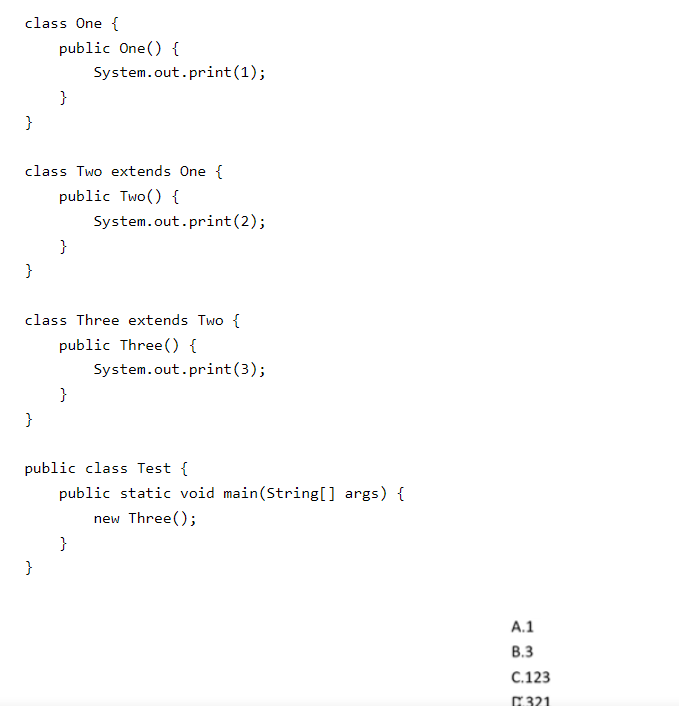 class One {
    public One() {
        System.out.print(1);
    }
}

class Two extends One {
    public Two() {
        System.out.print(2);
    }
}

class Three extends Two {
    public Three() {
        System.out.print(3);
    }
}

public class Test {
    public static void main(String[] args) {
        new Three();
    }
}

A.1
B.3
C.123
321